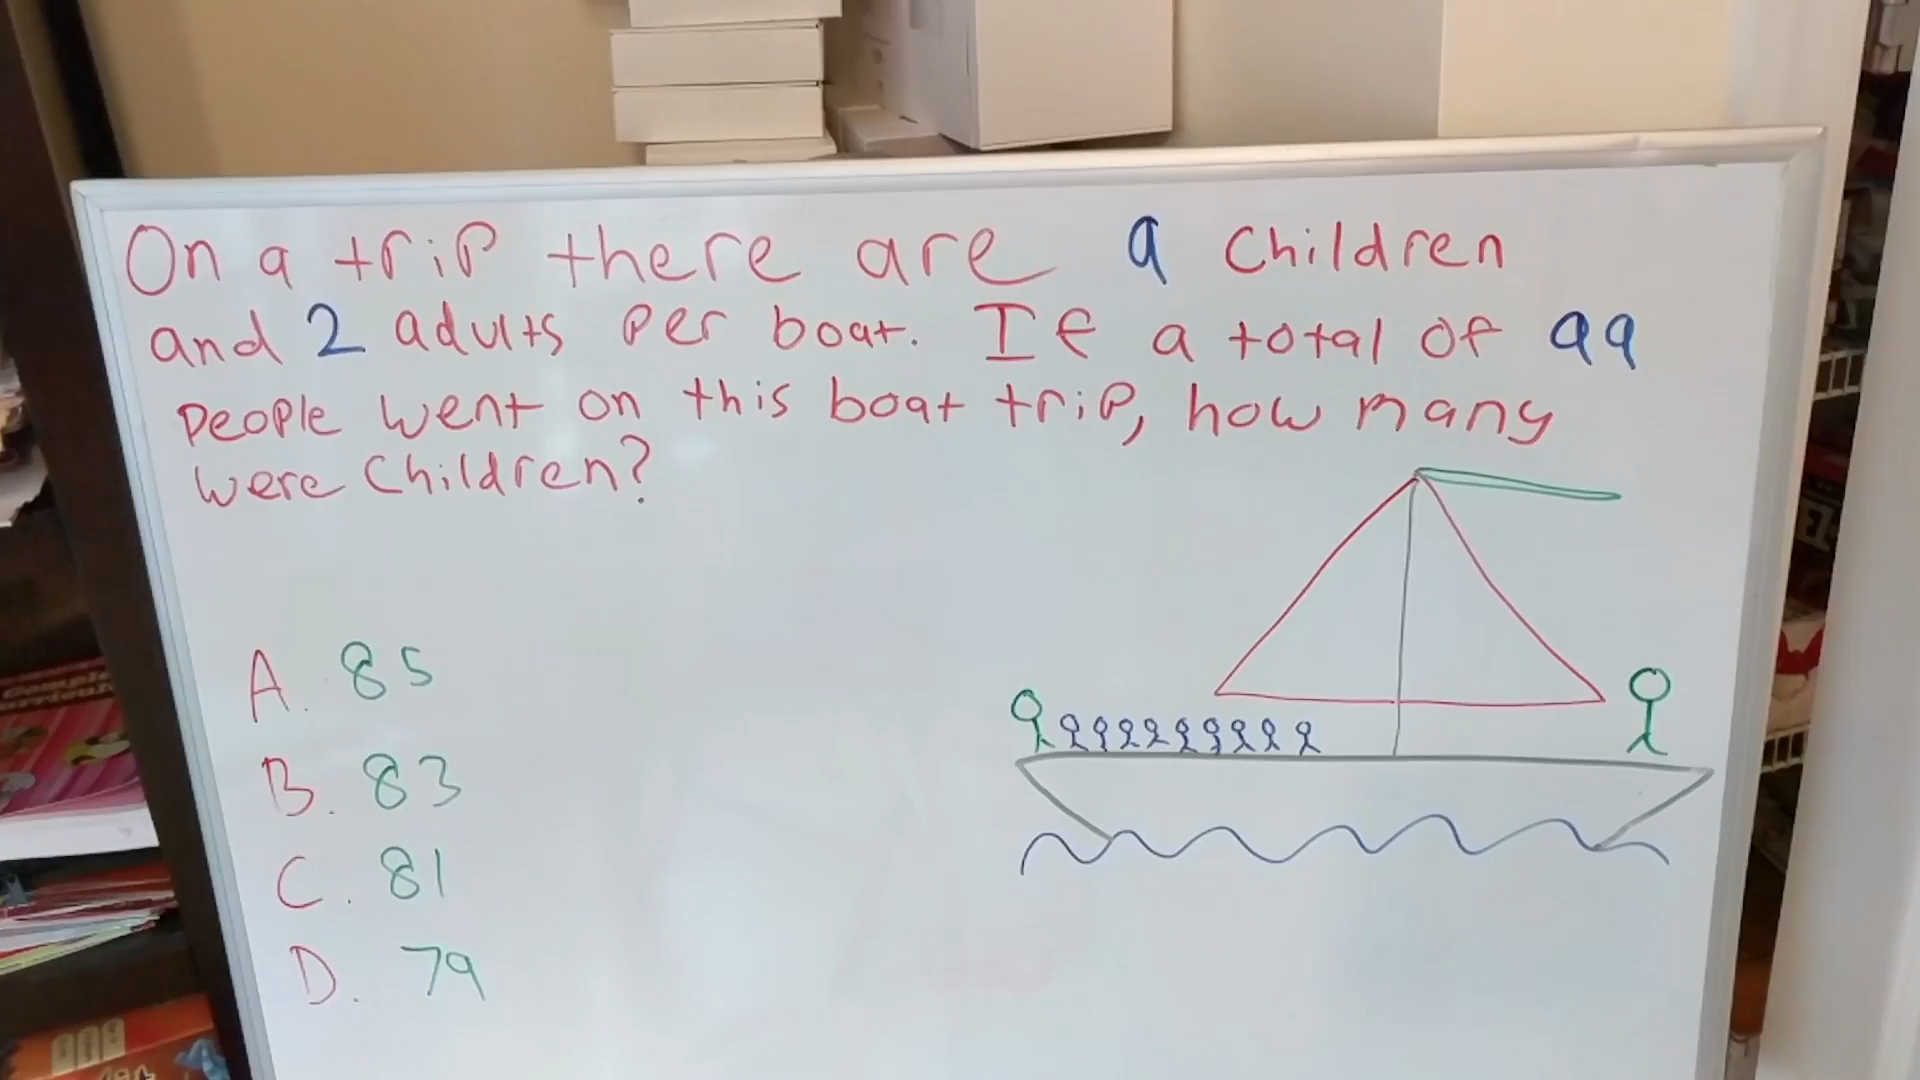 On a trip there are 9 children
and 2 adults per boat. If a total of 99
people went on this boat trip, how many
were children?
A. 85
B. 83
C. 81
D. 79